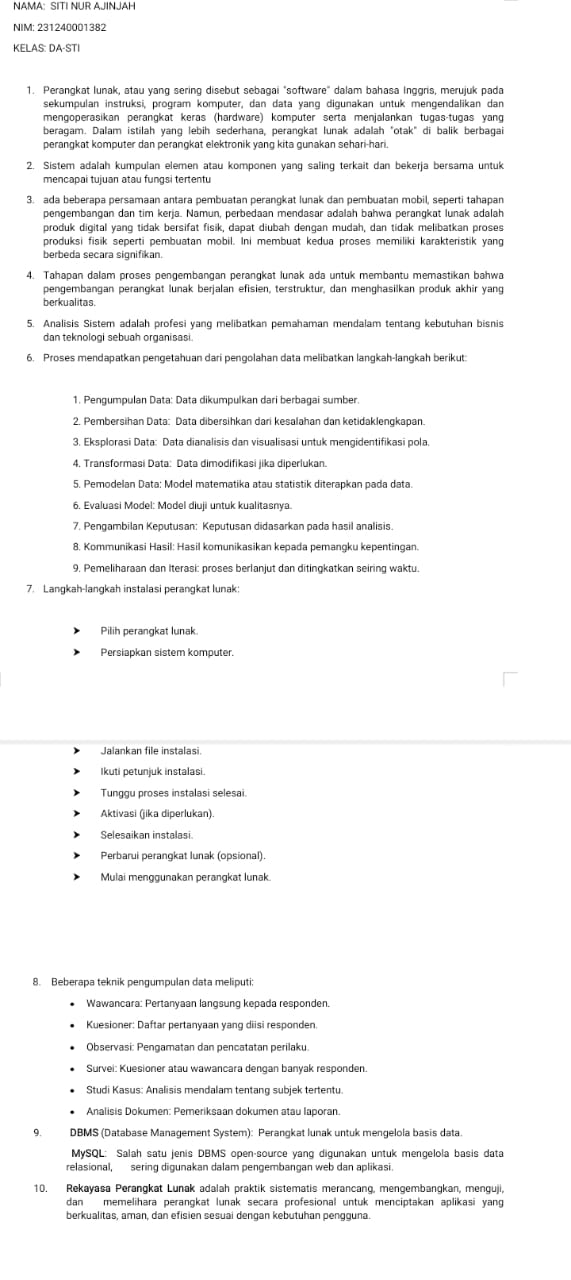 NAMA: SITI NUR AJINJAH
NIM: 231240001382
KELAS: DA-STI
1. Perangkat lunak, atau yang sering disebut sebagai "software" dalam bahasa Inggris, merujuk pada
sekumpulan instruksi, program komputer, dan data yang digunakan untuk mengendalikan dan
mengoperasikan perangkat keras (hardware) komputer serta menjalankan tugas-tugas yang
beragam. Dalam istilah yang lebih sederhana, perangkat lunak adalah "otak" di balik berbagai
perangkat komputer dan perangkat elektronik yang kita gunakan sehari-hari.
2. Sistem adalah kumpulan elemen atau komponen yang saling terkait dan bekerja bersama untuk
mencapai tujuan atau fungsi tertentu
3. ada beberapa persamaan antara pembuatan perangkat lunak dan pembuatan mobil, seperti tahapan
pengembangan dan tim kerja. Namun, perbedaan mendasar adalah bahwa perangkat lunak adalah
produk digital yang tidak bersifat fisik, dapat diubah dengan mudah, dan tidak melibatkan proses
produksi fisik seperti pembuatan mobil. Ini membuat kedua proses memiliki karakteristik yang
berbeda secara signifikan.
4. Tahapan dalam proses pengembangan perangkat lunak ada untuk membantu memastikan bahwa
pengembangan perangkat lunak berjalan efisien, terstruktur, dan menghasilkan produk akhir yang
berkualitas.
5. Analisis Sistem adalah profesi yang melibatkan pemahaman mendalam tentang kebutuhan bisnis
dan teknologi sebuah organisasi.
6. Proses mendapatkan pengetahuan dari pengolahan data melibatkan langkah-langkah berikut:
1. Pengumpulan Data: Data dikumpulkan dari berbagai sumber.
2. Pembersihan Data: Data dibersihkan dari kesalahan dan ketidaklengkapan.
3. Eksplorasi Data: Data dianalisis dan visualisasi untuk mengidentifikasi pola.
4. Transformasi Data: Data dimodifikasi jika diperlukan.
5. Pemodelan Data: Model matematika atau statistik diterapkan pada data.
6. Evaluasi Model: Model diuji untuk kualitasnya.
7. Pengambilan Keputusan: Keputusan didasarkan pada hasil analisis.
8. Kommunikasi Hasil: Hasil komunikasikan kepada pemangku kepentingan.
9. Pemeliharaan dan Iterasi: proses berlanjut dan ditingkatkan seiring waktu.
7. Langkah-langkah instalasi perangkat lunak:
➤ Pilih perangkat lunak.
➤ Persiapkan sistem komputer.
➤ Jalankan file instalasi.
➤ Ikuti petunjuk instalasi.
➤ Tunggu proses instalasi selesai.
➤ Aktivasi (jika diperlukan).
➤ Selesaikan instalasi.
➤ Perbarui perangkat lunak (opsional).
➤ Mulai menggunakan perangkat lunak.
8. Beberapa teknik pengumpulan data meliputi:
• Wawancara: Pertanyaan langsung kepada responden.
• Kuesioner: Daftar pertanyaan yang diisi responden.
• Observasi: Pengamatan dan pencatatan perilaku.
• Survei: Kuesioner atau wawancara dengan banyak responden.
• Studi Kasus: Analisis mendalam tentang subjek tertentu.
• Analisis Dokumen: Pemeriksaan dokumen atau laporan.
9. DBMS (Database Management System): Perangkat lunak untuk mengelola basis data.
MySQL: Salah satu jenis DBMS open-source yang digunakan untuk mengelola basis data
relasional, sering digunakan dalam pengembangan web dan aplikasi.
10. Rekayasa Perangkat Lunak adalah praktik sistematis merancang, mengembangkan, menguji,
dan memelihara perangkat lunak secara profesional untuk menciptakan aplikasi yang
berkualitas, aman, dan efisien sesuai dengan kebutuhan pengguna.